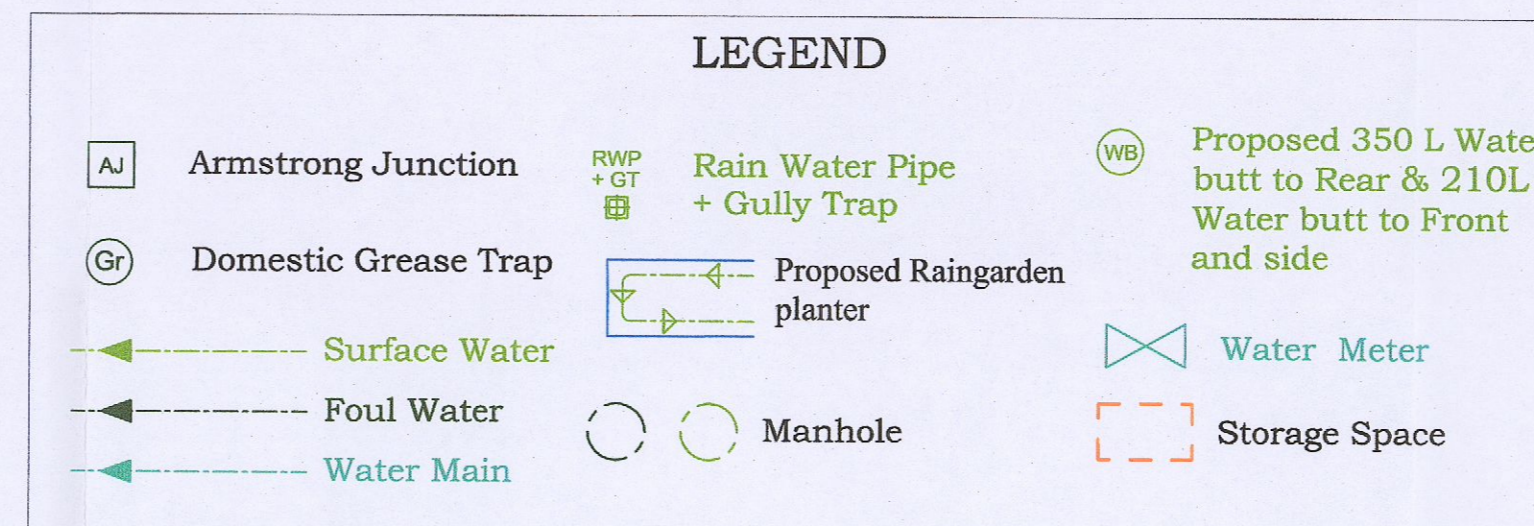 LEGEND
AJ
Armstrong Junction
Gr
Domestic Grease Trap
Surface Water
Foul Water
Water Main
RWP
+ GT
Rain Water Pipe
+ Gully Trap
Proposed Raingarden
planter
Manhole
WB
Proposed 350 L Wate
butt to Rear & 210L
Water butt to Front
and side
Water Meter
Storage Space